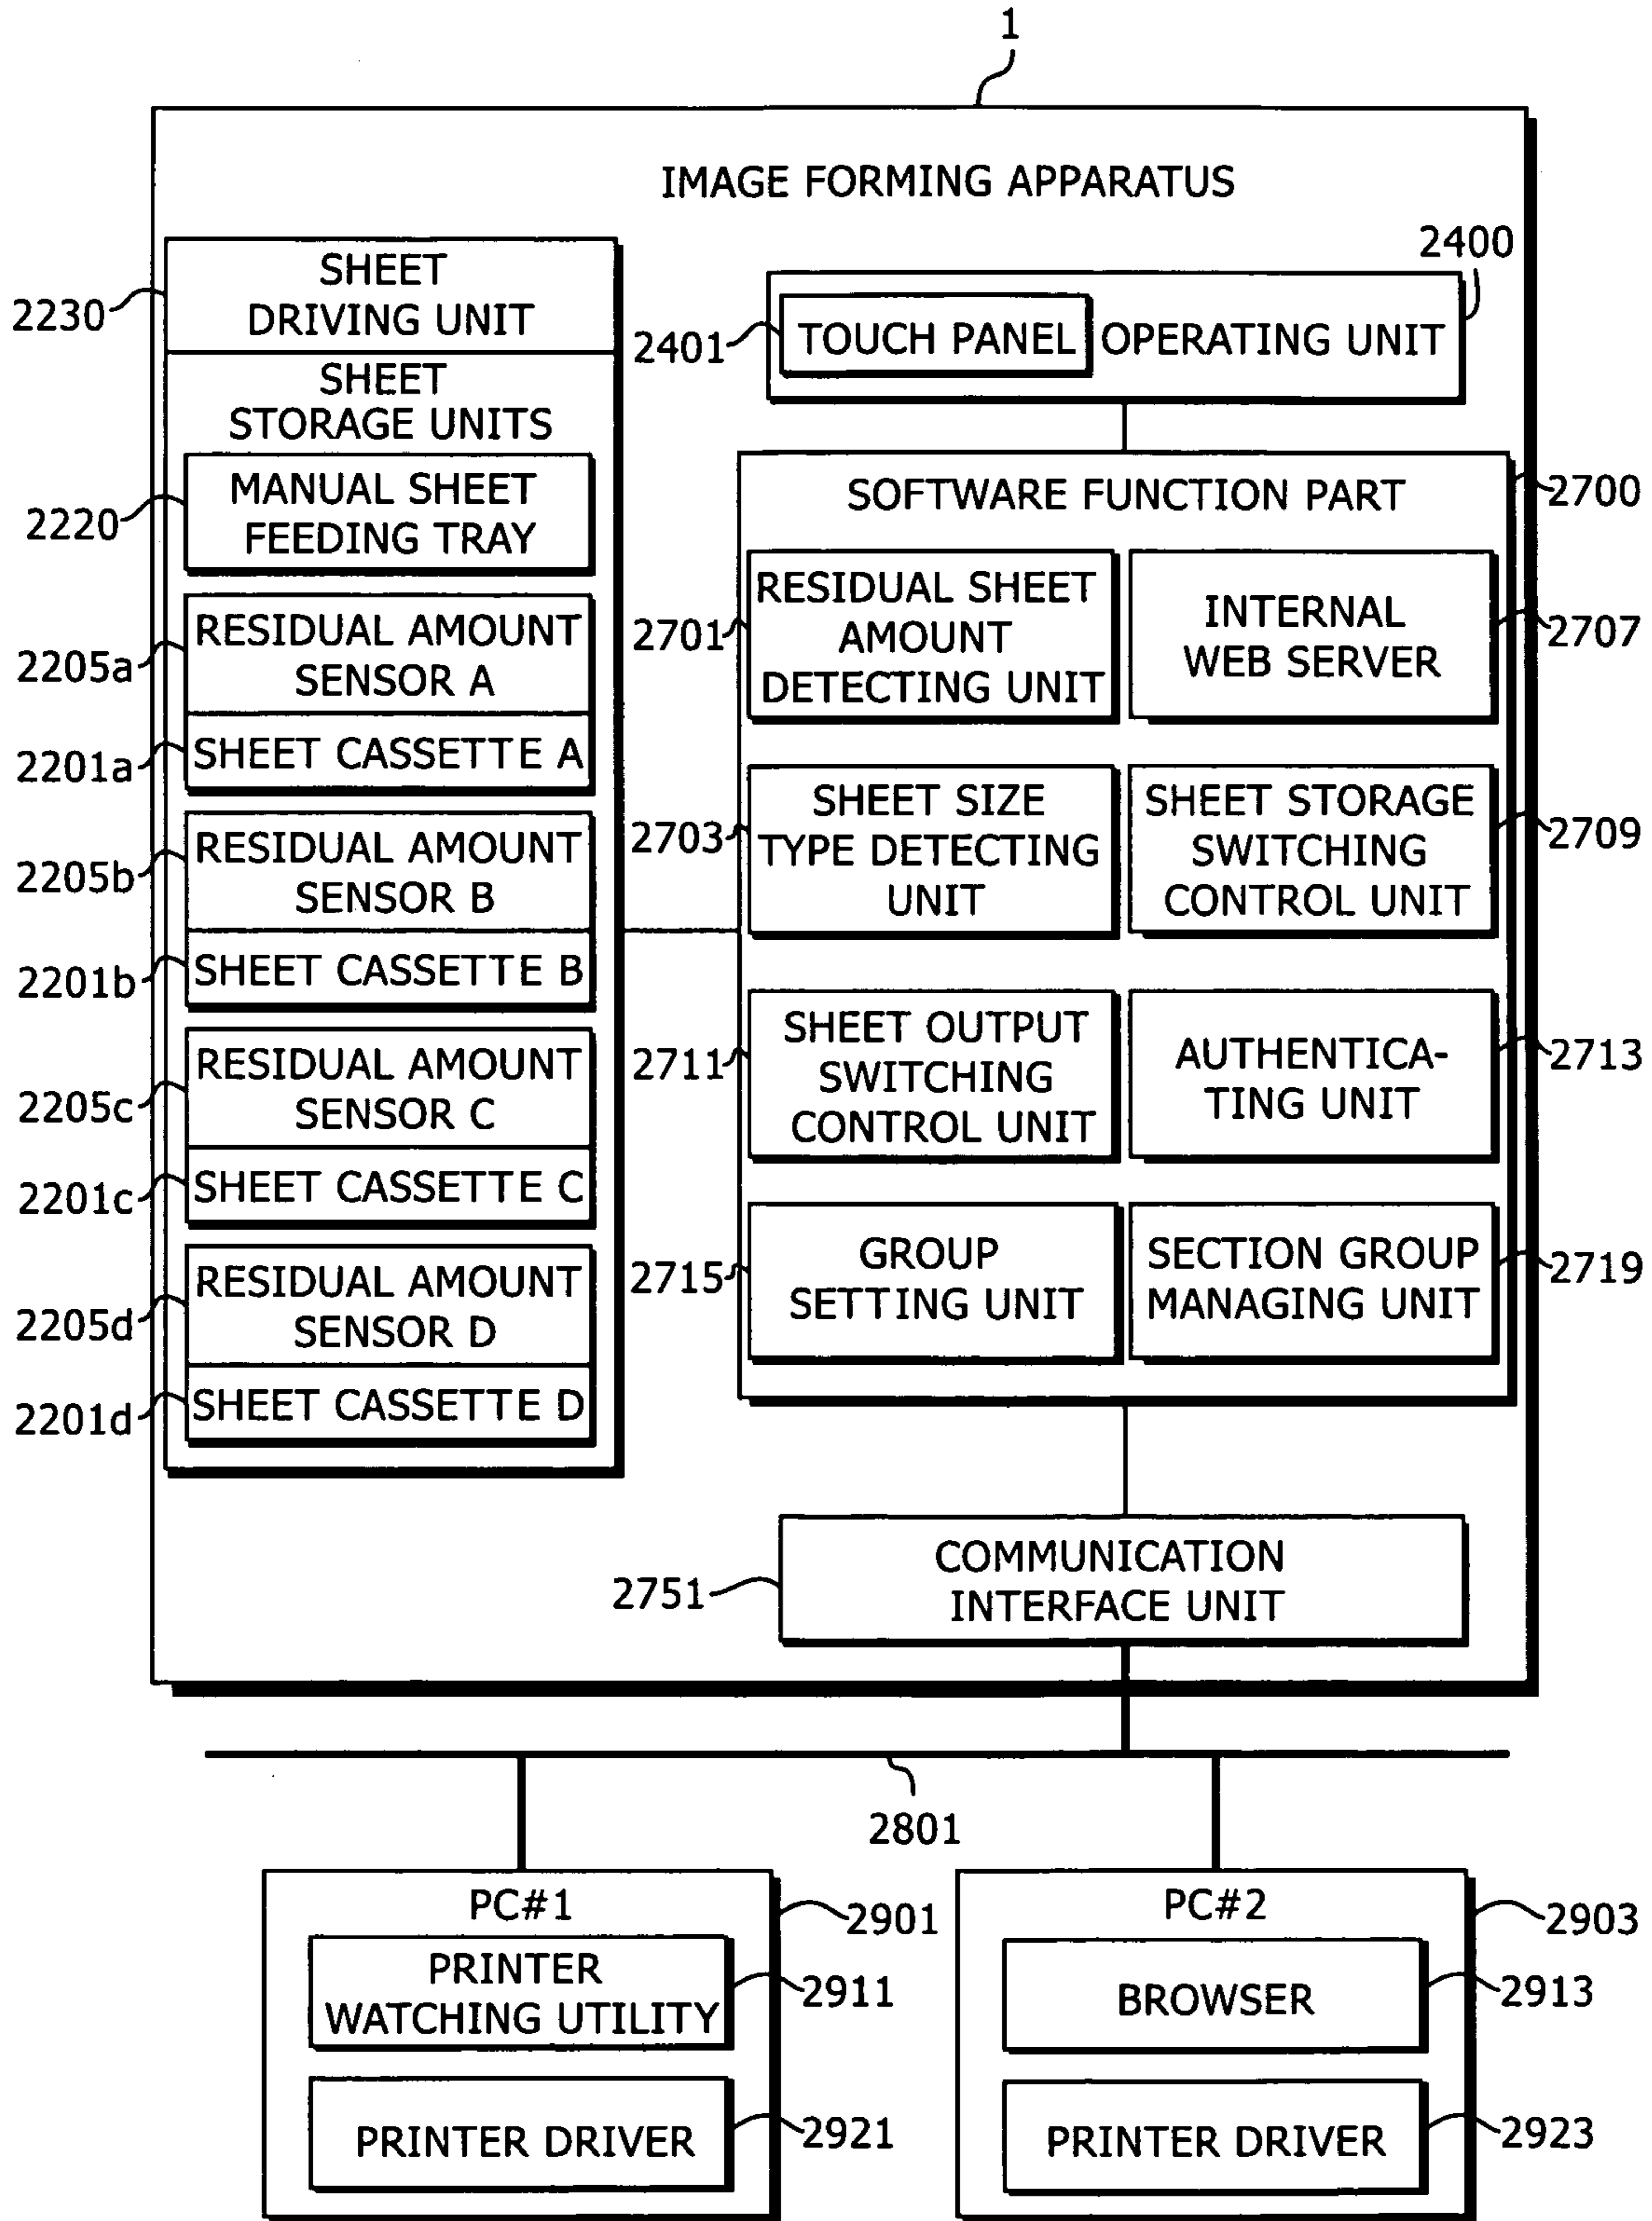 1
IMAGE FORMING APPARATUS
2230
SHEET
DRIVING UNIT
SHEET
STORAGE UNITS
2220
MANUAL SHEET
FEEDING TRAY
2205a
RESIDUAL AMOUNT
SENSOR A
2201a
SHEET CASSETTE A
2205b
RESIDUAL AMOUNT
SENSOR B
2201b
SHEET CASSETTE B
2205c
RESIDUAL AMOUNT
SENSOR C
2201c
SHEET CASSETTE C
2205d
RESIDUAL AMOUNT
SENSOR D
2201d
SHEET CASSETTE D
2400
2401
TOUCH PANEL
OPERATING UNIT
SOFTWARE FUNCTION PART
2700
2701
RESIDUAL SHEET
AMOUNT
DETECTING UNIT
INTERNAL
WEB SERVER
2707
2703
SHEET SIZE
TYPE DETECTING
UNIT
SHEET STORAGE
SWITCHING
CONTROL UNIT
2709
2711
SHEET OUTPUT
SWITCHING
CONTROL UNIT
AUTHENTICA-
TING UNIT
2713
2715
GROUP
SETTING UNIT
SECTION GROUP
MANAGING UNIT
2719
2751
COMMUNICATION
INTERFACE UNIT
2801
PC#1
2901
PRINTER
WATCHING UTILITY
2911
PRINTER DRIVER
2921
PC#2
2903
BROWSER
2913
PRINTER DRIVER
2923